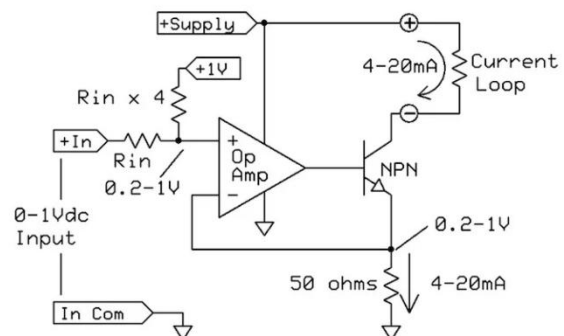 +Supply
+
+1V
4-20mA
Current
Loop
Rin x 4
-
+In
Rin
+
Op
Amp
-
NPN
0.2-1V
0-1Vdc
Input
0.2-1V
50 ohms
4-20mA
In Com